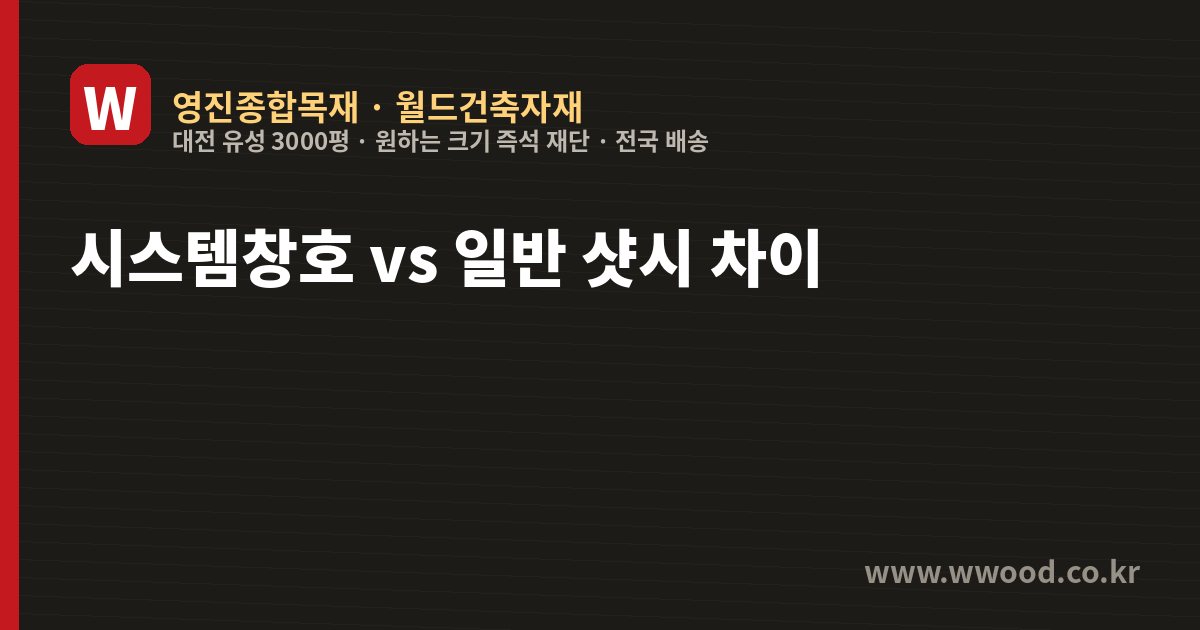 W
영진종합목재 · 월드건축자재
대전 유성 3000평 · 원하는 크기 즉석 재단 · 전국 배송
시스템창호 vs 일반 샷시 차이
www.wwood.co.kr